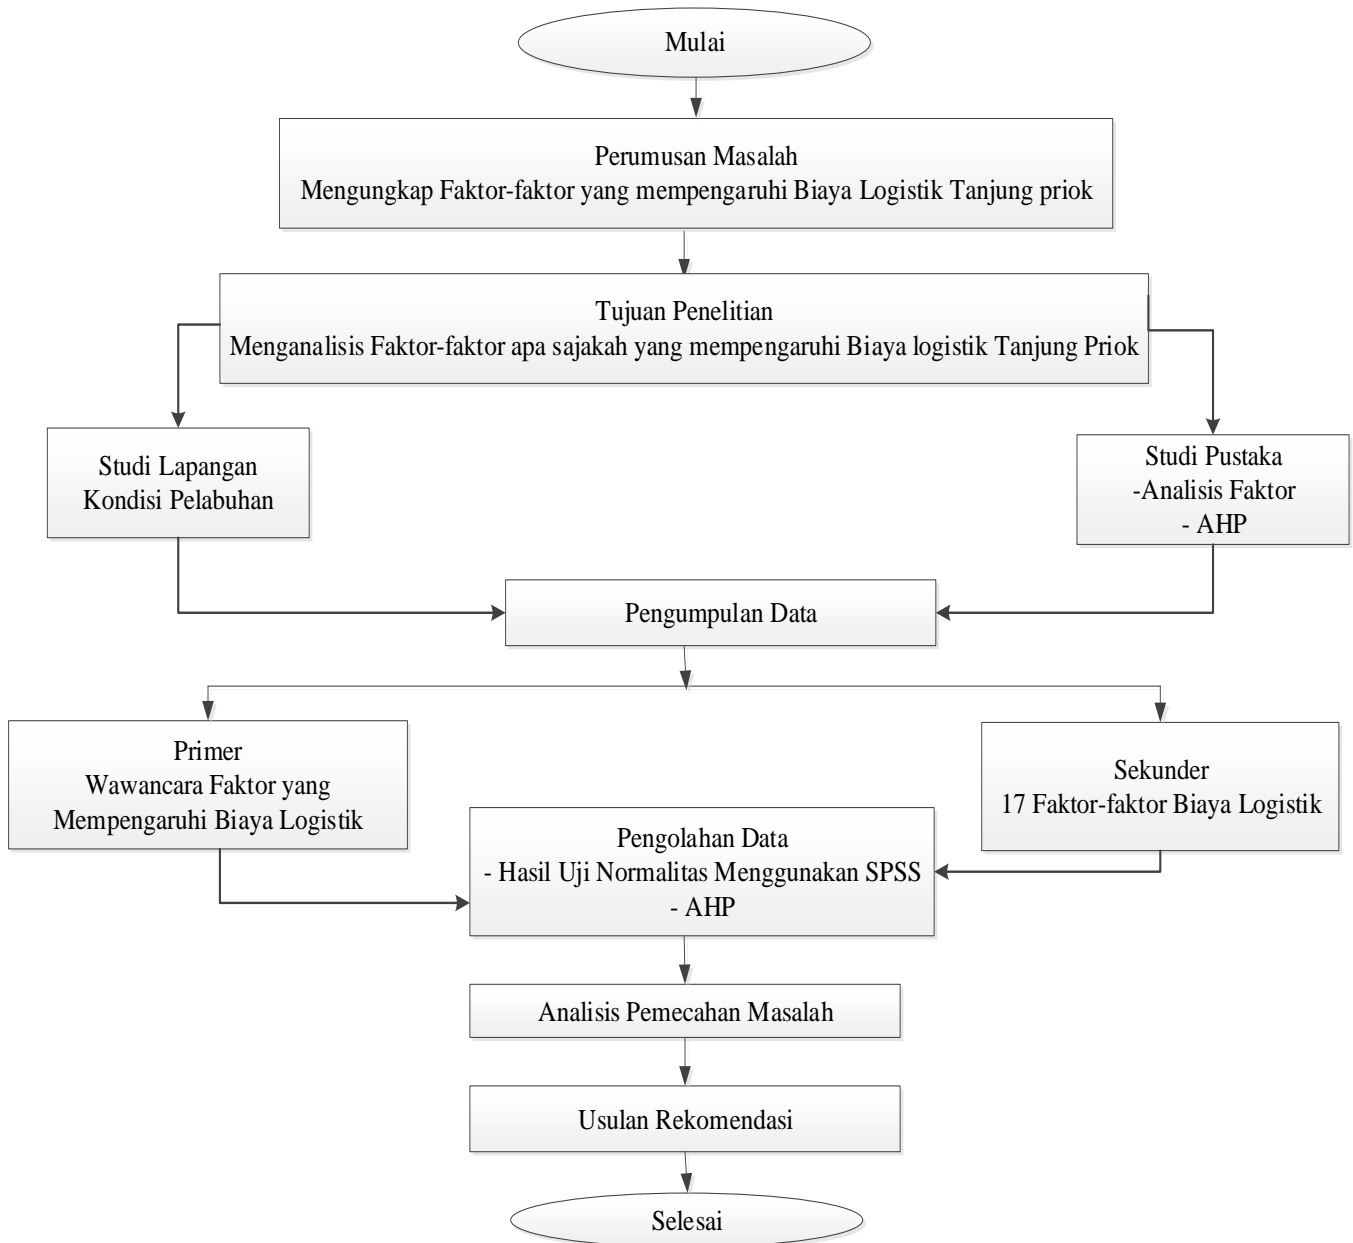 Mulai
Perumusan Masalah
Mengungkap Faktor-faktor yang mempengaruhi Biaya Logistik Tanjung priok
Tujuan Penelitian
Menganalisis Faktor-faktor apa sajakah yang mempengaruhi Biaya logistik Tanjung Priok
Studi Lapangan
Kondisi Pelabuhan
Studi Pustaka
-Analisis Faktor
- AHP
Pengumpulan Data
Primer
Wawancara Faktor yang
Mempengaruhi Biaya Logistik
Sekunder
17 Faktor-faktor Biaya Logistik
Pengolahan Data
- Hasil Uji Normalitas Menggunakan SPSS
- AHP
Analisis Pemecahan Masalah
Usulan Rekomendasi
Selesai